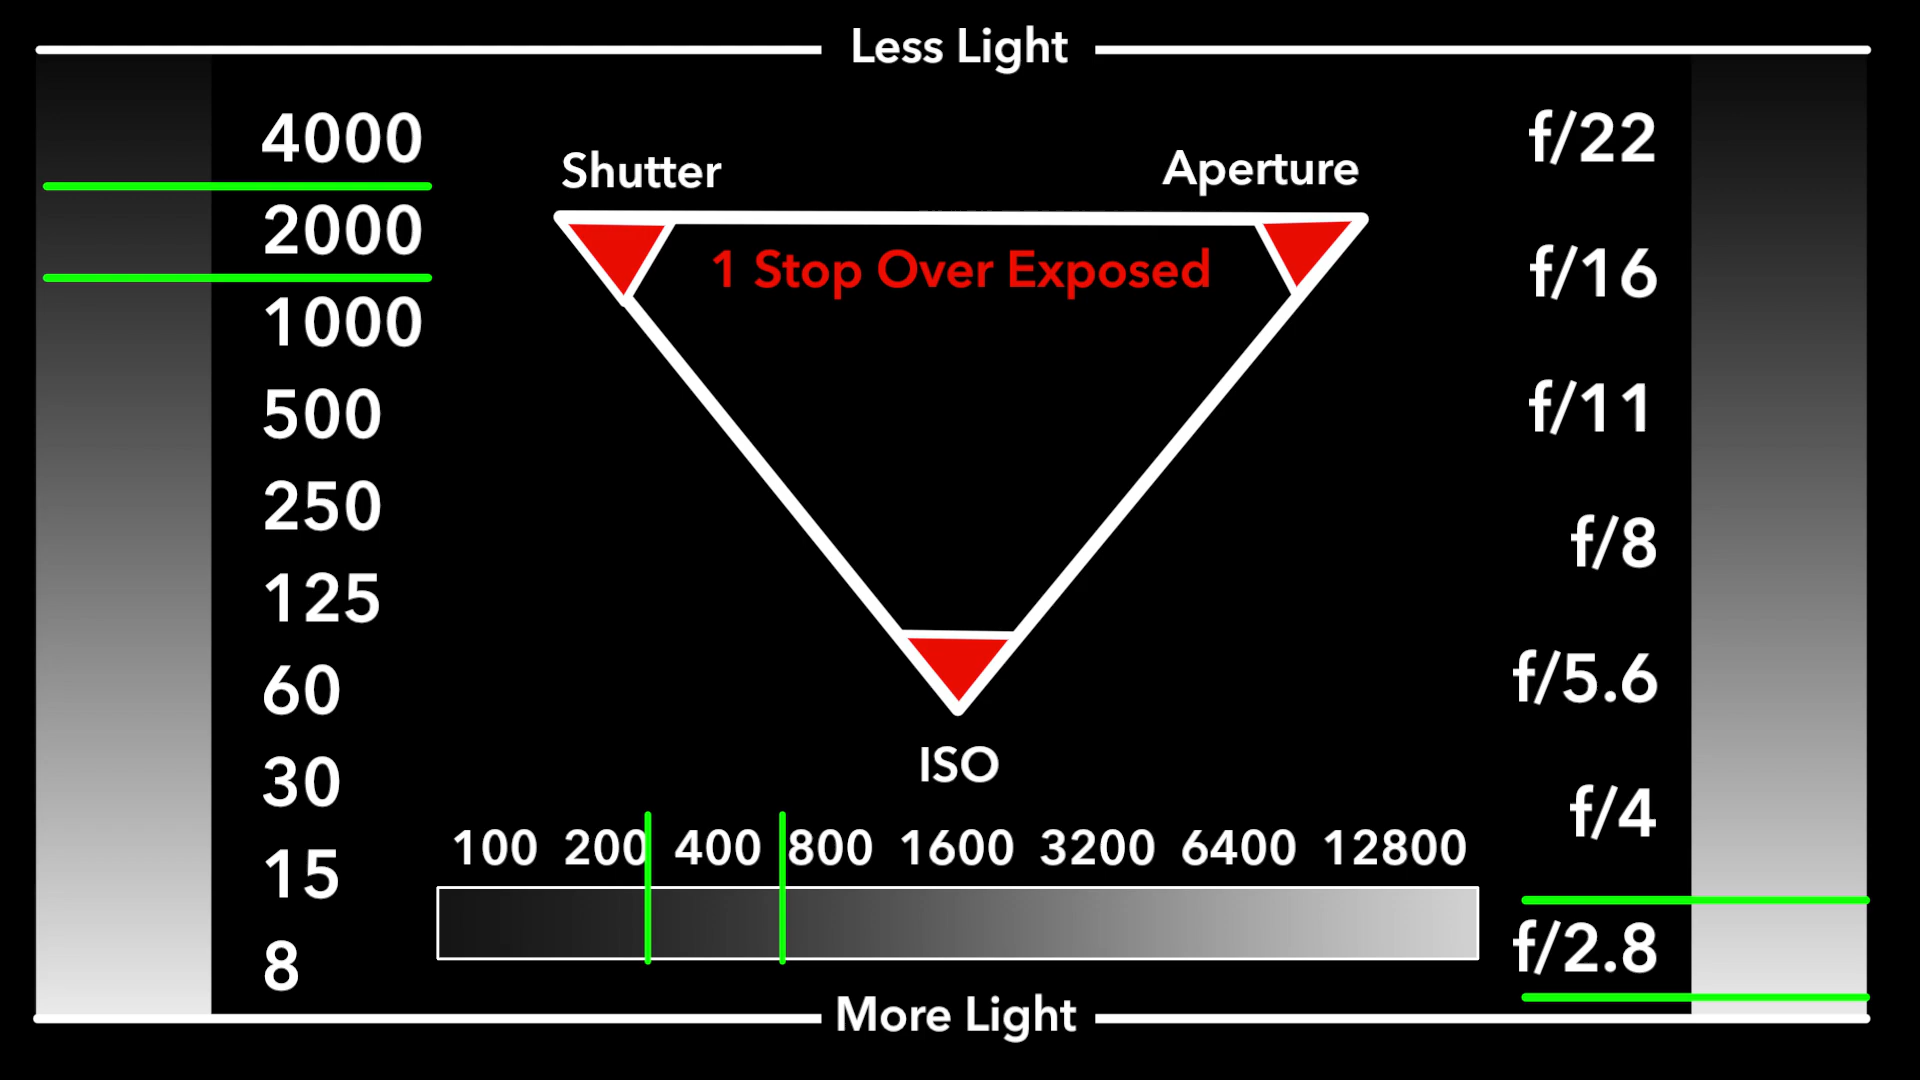 Less Light
4000
2000
1000
500
250
125
60
30
15
8
Shutter
Aperture
1 Stop Over Exposed
ISO
100 200 400 800 1600 3200 6400 12800
f/22
f/16
f/11
f/8
f/5.6
f/4
f/2.8
More Light